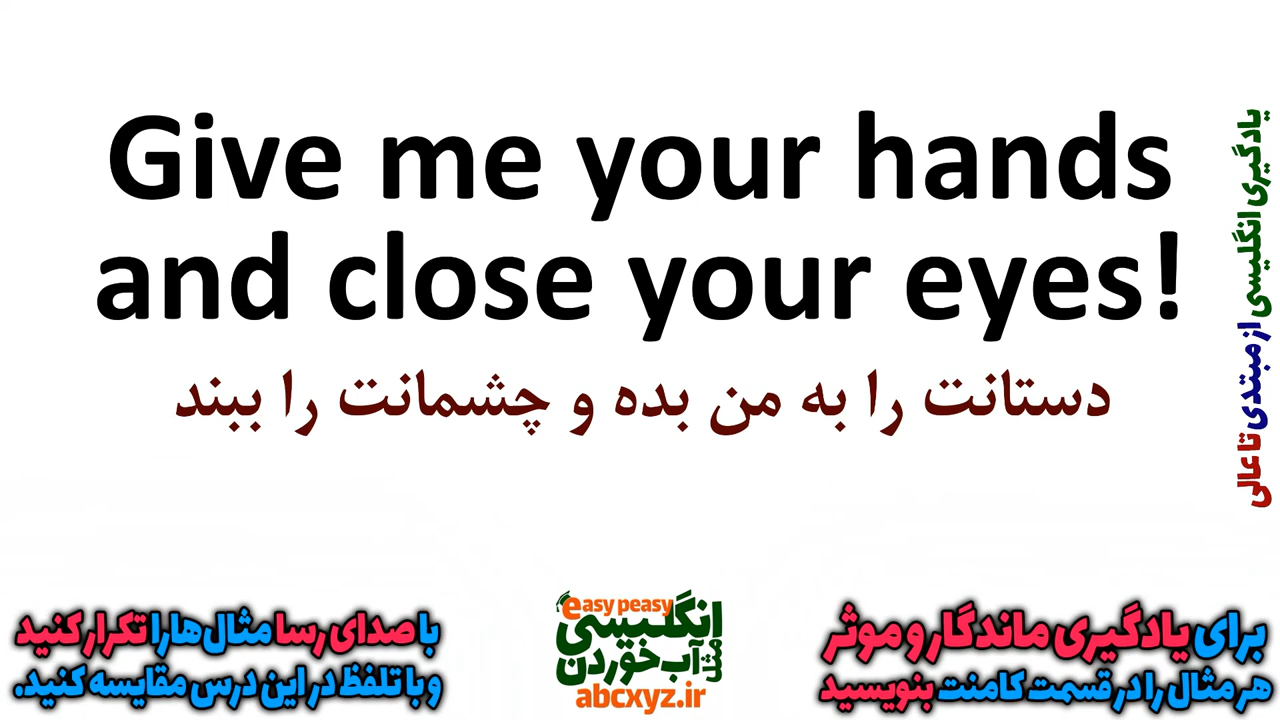 Give me your hands
and close your eyes!
دستانت را به من بده و چشمانت را ببند
یادگیری انگلیسی از مبتدی تا عالی
برای یادگیری ماندگار و موثر
هر مثال را در قسمت کامنت بنویسید
easy peasy
انگلیسی
مثل
آب خوردن
abcxyz.ir
با صدای رسا مثال‌ها را تکرار کنید
و با تلفظ در این درس مقایسه کنید.